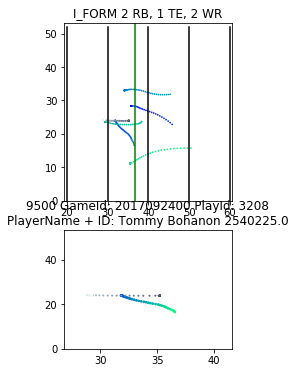 I_FORM 2 RB, 1 TE, 2 WR
50
40
30
20
10
0
20 30 40 50 60
9500 GameId: 2017092400 PlayId: 3208
PlayerName + ID: Tommy Bohanon 2540225.0
40
20
0
30 35 40